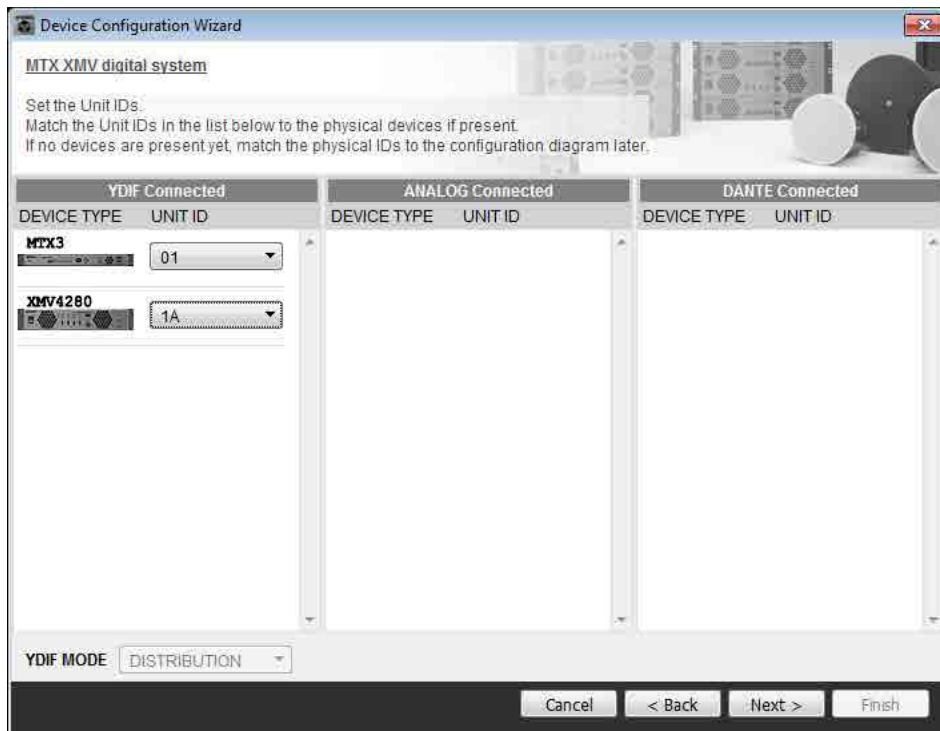 Device Configuration Wizard
MTX XMV digital system
Set the Unit IDs.
Match the Unit IDs in the list below to the physical devices if present.
If no devices are present yet, match the physical IDs to the configuration diagram later.
YDIF Connected
ANALOG Connected
DANTE Connected
DEVICE TYPE UNIT ID
DEVICE TYPE UNIT ID
DEVICE TYPE UNIT ID
MTX3
01
XMV4280
1A
YDIF MODE DISTRIBUTION
Cancel < Back Next > Finish